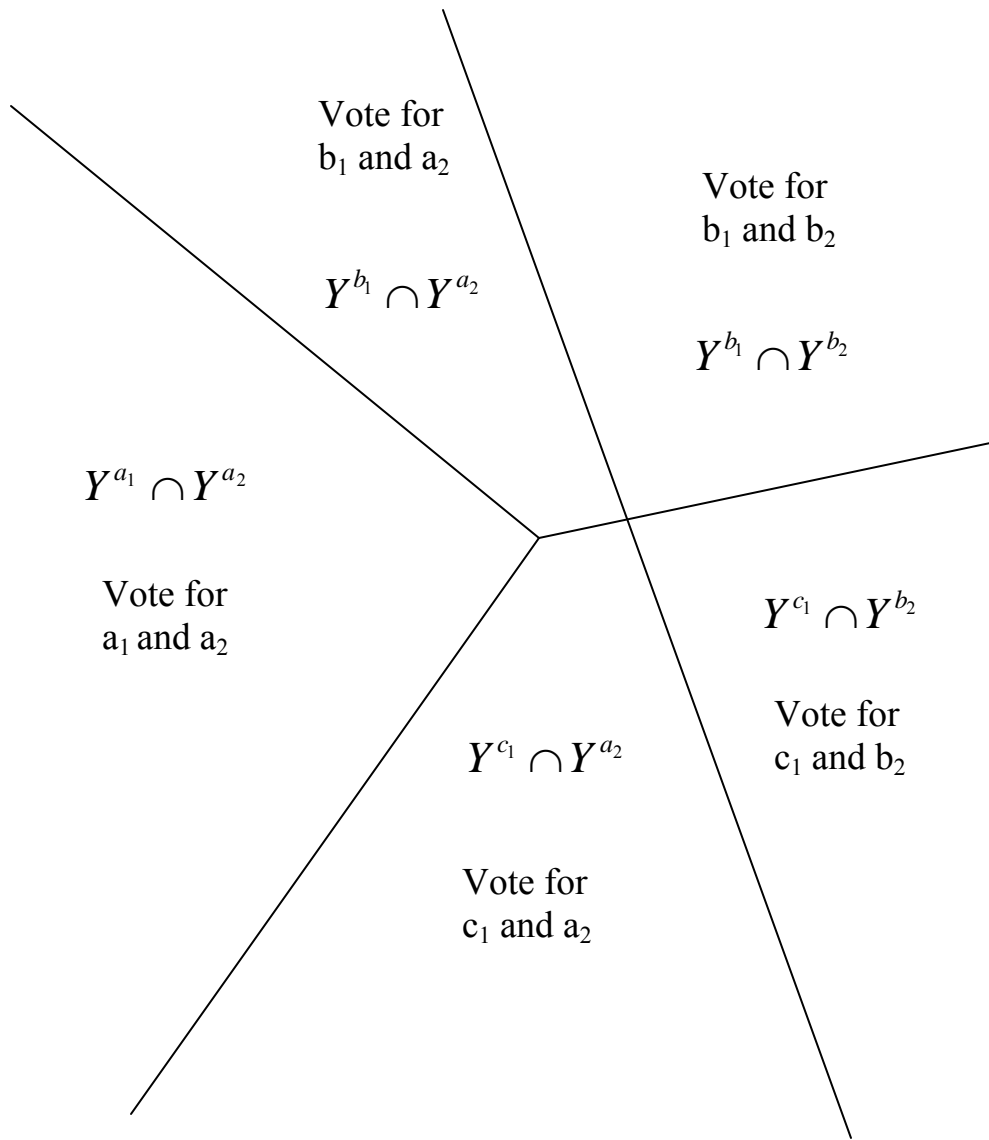 Vote for
b₁ and a₂
Y^{b₁} ∩ Y^{a₂}
Vote for
b₁ and b₂
Y^{b₁} ∩ Y^{b₂}
Y^{a₁} ∩ Y^{a₂}
Vote for
a₁ and a₂
Y^{c₁} ∩ Y^{b₂}
Vote for
c₁ and b₂
Y^{c₁} ∩ Y^{a₂}
Vote for
c₁ and a₂